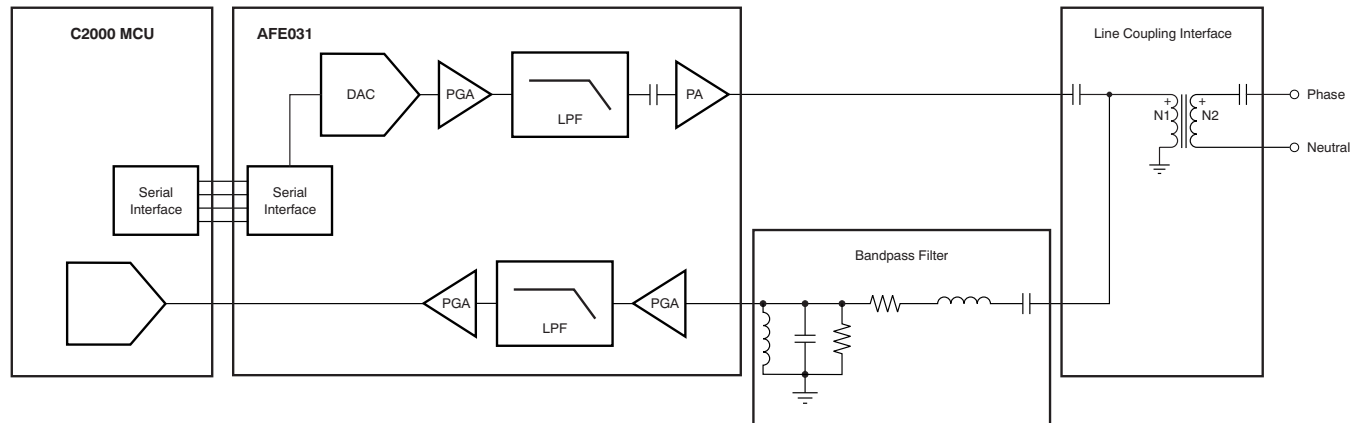 C2000 MCU
AFE031
Line Coupling Interface
DAC
PGA
LPF
PA
+
N1
+
N2
Phase
Neutral
Serial
Interface
Serial
Interface
Bandpass Filter
PGA
LPF
PGA